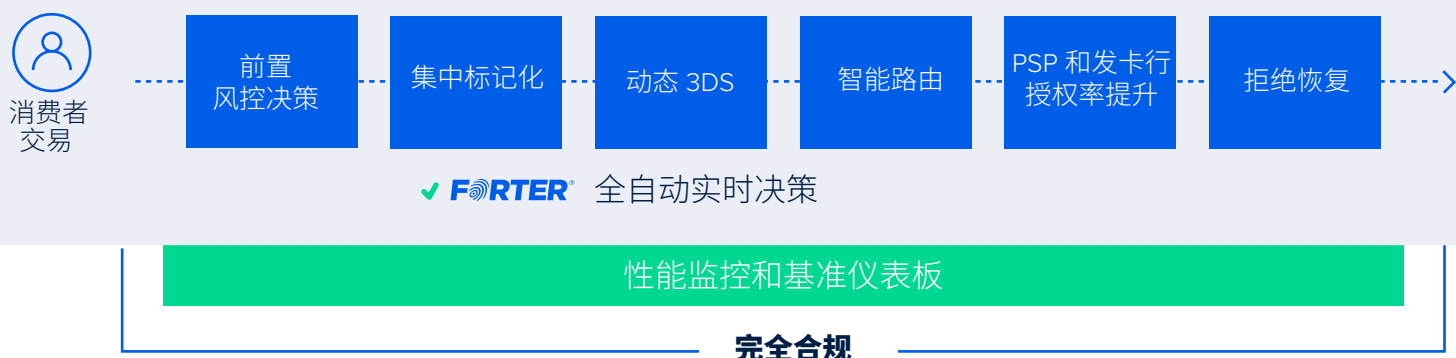 消费者
交易
前置
风控决策
集中标记化
动态 3DS
智能路由
PSP 和发卡行
授权率提升
拒绝恢复
FORTER® 全自动实时决策
性能监控和基准仪表板
完全合规